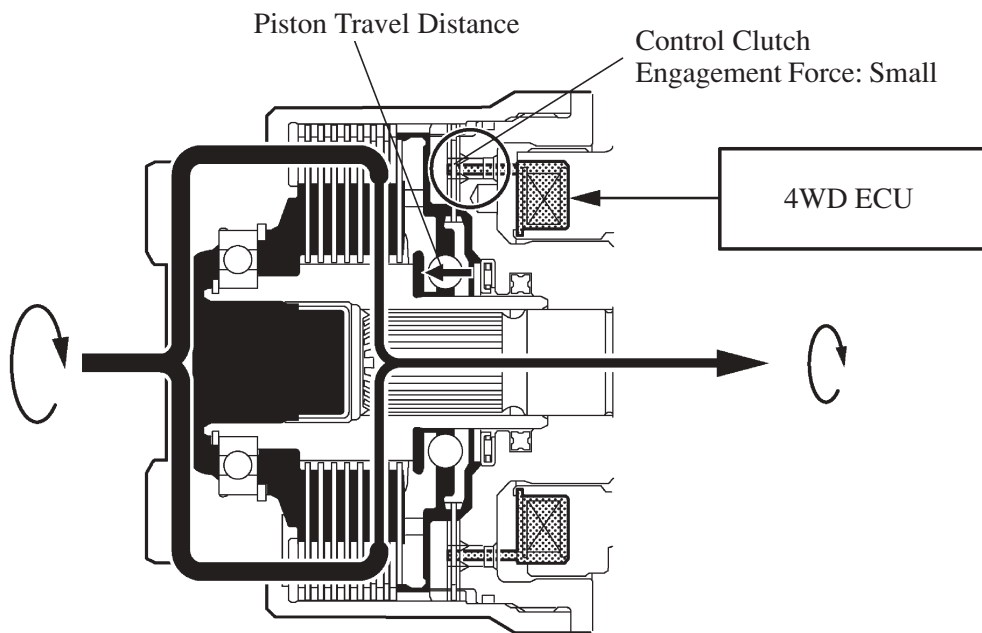 Piston Travel Distance
Control Clutch
Engagement Force: Small
4WD ECU